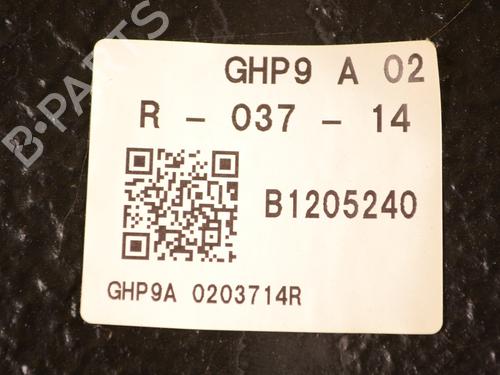 B-PARTS
GHP9 A 02
R - 037 - 14
B1205240
GHP9A 0203714R